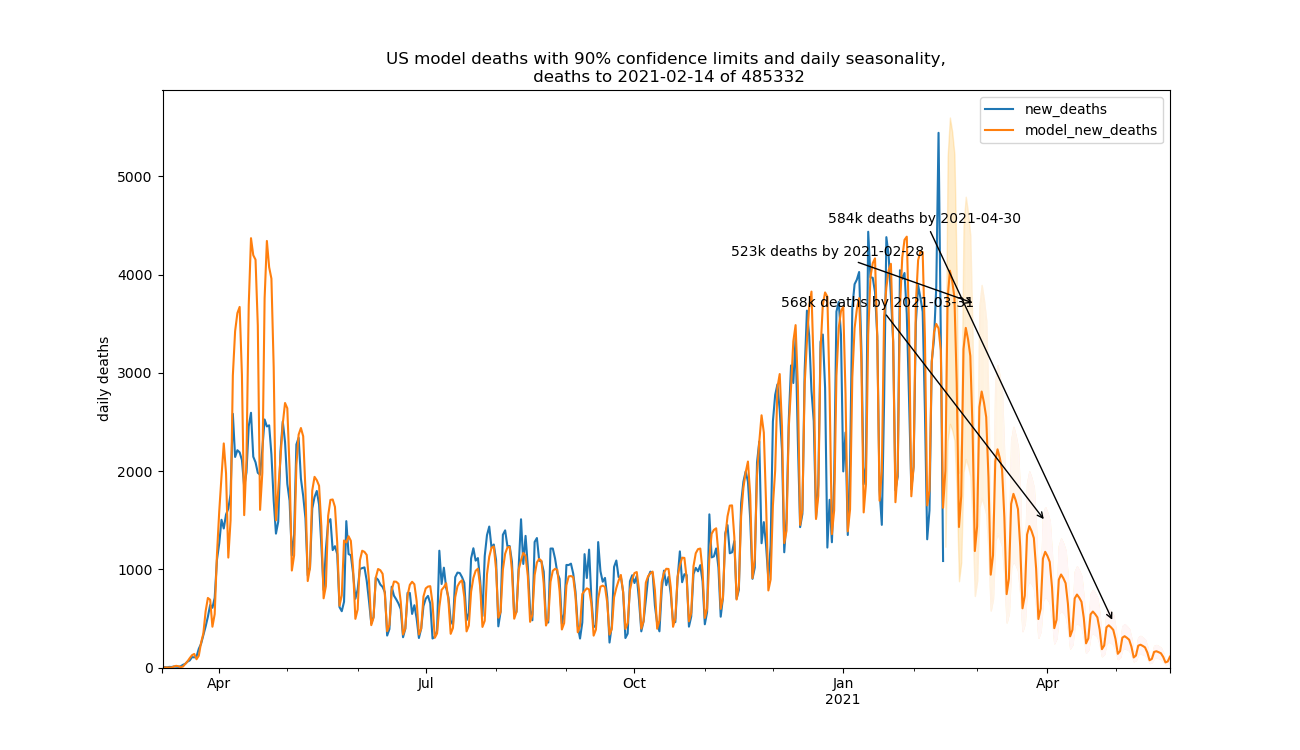 US model deaths with 90% confidence limits and daily seasonality,
deaths to 2021-02-14 of 485332
new_deaths
model_new_deaths
584k deaths by 2021-04-30
523k deaths by 2021-02-28
568k deaths by 2021-03-31
daily deaths
5000
4000
3000
2000
1000
0
Apr
Jul
Oct
Jan
2021
Apr